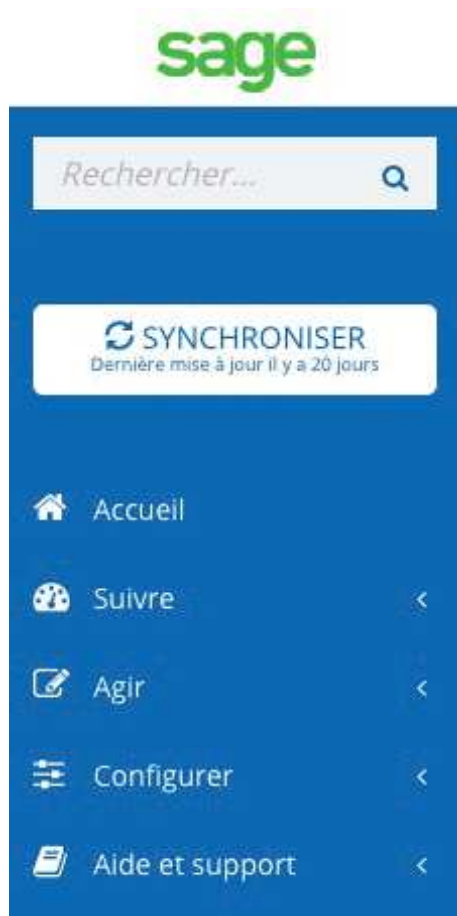 sage
Rechercher...
SYNCHRONISER
Dernière mise à jour il y a 20 jours
Accueil
Suivre
Agir
Configurer
Aide et support